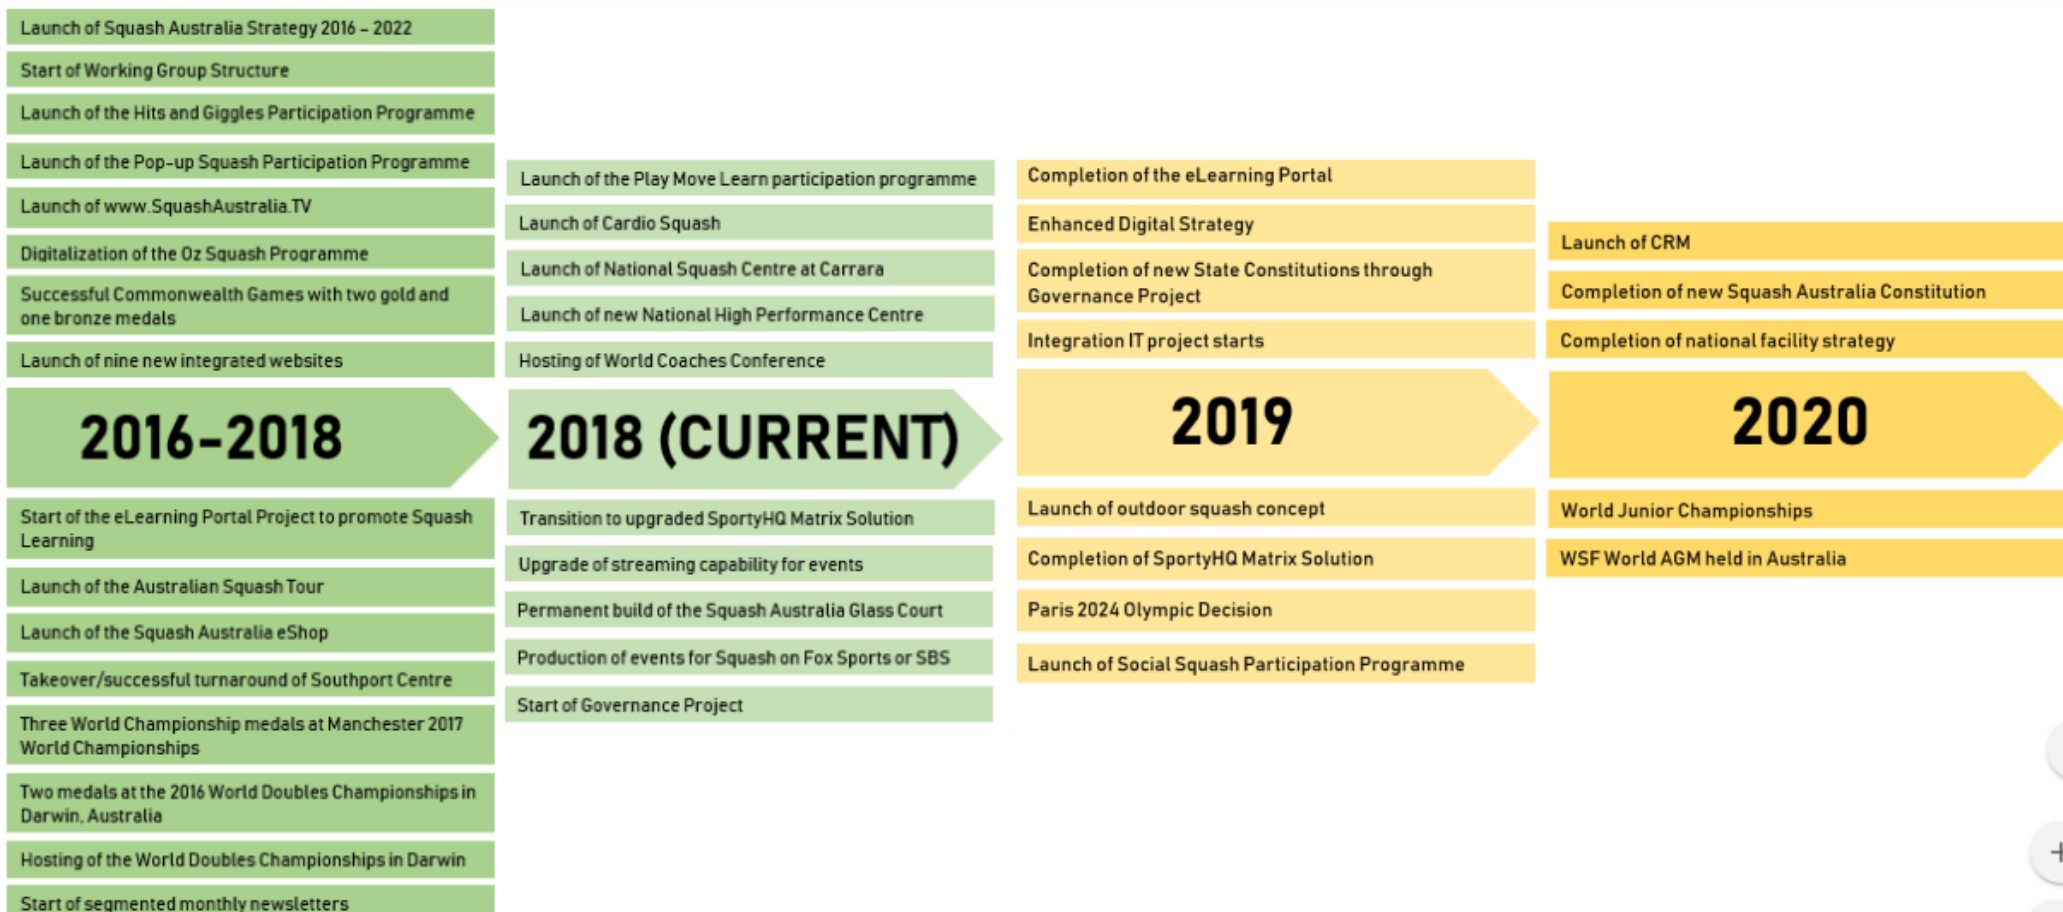 Launch of Squash Australia Strategy 2016 – 2022
Start of Working Group Structure
Launch of the Hits and Giggles Participation Programme
Launch of the Pop-up Squash Participation Programme
Launch of www.SquashAustralia.TV
Digitalization of the Oz Squash Programme
Successful Commonwealth Games with two gold and
one bronze medals
Launch of nine new integrated websites
2016-2018
Start of the eLearning Portal Project to promote Squash
Learning
Launch of the Australian Squash Tour
Launch of the Squash Australia eShop
Takeover/successful turnaround of Southport Centre
Three World Championship medals at Manchester 2017
World Championships
Two medals at the 2016 World Doubles Championships in
Darwin, Australia
Hosting of the World Doubles Championships in Darwin
Start of segmented monthly newsletters
Launch of the Play Move Learn participation programme
Launch of Cardio Squash
Launch of National Squash Centre at Carrara
Launch of new National High Performance Centre
Hosting of World Coaches Conference
2018 (CURRENT)
Transition to upgraded SportyHQ Matrix Solution
Upgrade of streaming capability for events
Permanent build of the Squash Australia Glass Court
Production of events for Squash on Fox Sports or SBS
Start of Governance Project
Completion of the eLearning Portal
Enhanced Digital Strategy
Completion of new State Constitutions through
Governance Project
Integration IT project starts
2019
Launch of outdoor squash concept
Completion of SportyHQ Matrix Solution
Paris 2024 Olympic Decision
Launch of Social Squash Participation Programme
Launch of CRM
Completion of new Squash Australia Constitution
Completion of national facility strategy
2020
World Junior Championships
WSF World AGM held in Australia